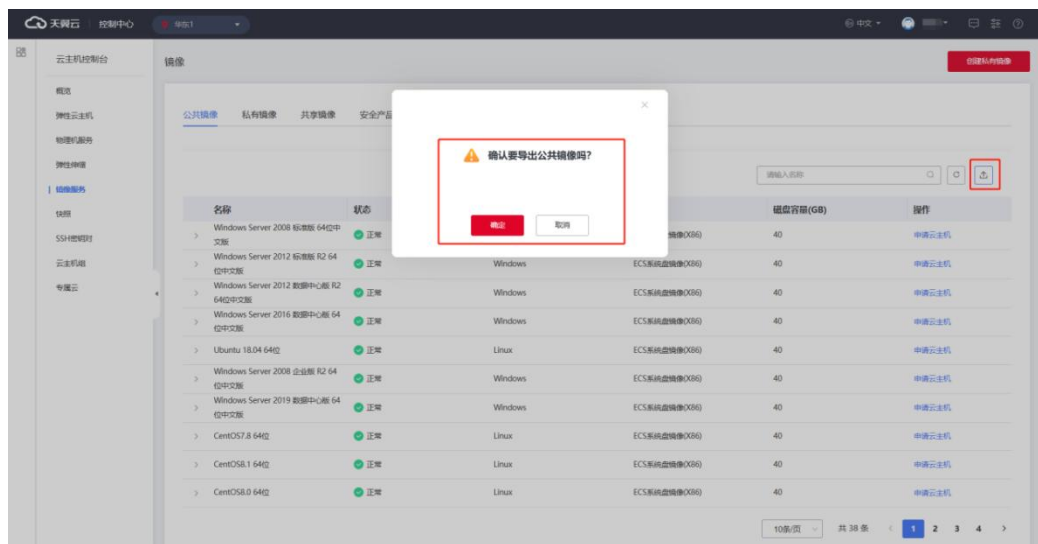 天翼云 控制中心 华东1 中文
云主机控制台
概览
弹性云主机
物理机服务
弹性伸缩
镜像服务
快照
SSH密钥对
云主机组
专属云
镜像 创建私有镜像
公共镜像 私有镜像 共享镜像 安全产品
确认要导出公共镜像吗?
确定 取消
请输入名称
名称 状态 磁盘容量(GB) 操作
Windows Server 2008 标准版 64位中
文版
正常 镜像(X86) 40 申请云主机
Windows Server 2012 标准版 R2 64
位中文版
正常 Windows ECS系统盘镜像(X86) 40 申请云主机
Windows Server 2012 数据中心版 R2
64位中文版
正常 Windows ECS系统盘镜像(X86) 40 申请云主机
Windows Server 2016 数据中心版 64
位中文版
正常 Windows ECS系统盘镜像(X86) 40 申请云主机
Ubuntu 18.04 64位 正常 Linux ECS系统盘镜像(X86) 40 申请云主机
Windows Server 2008 企业版 R2 64
位中文版
正常 Windows ECS系统盘镜像(X86) 40 申请云主机
Windows Server 2019 数据中心版 64
位中文版
正常 Windows ECS系统盘镜像(X86) 40 申请云主机
CentOS7.8 64位 正常 Linux ECS系统盘镜像(X86) 40 申请云主机
CentOS8.1 64位 正常 Linux ECS系统盘镜像(X86) 40 申请云主机
CentOS8.0 64位 正常 Linux ECS系统盘镜像(X86) 40 申请云主机
10条/页 共 38 条 1 2 3 4